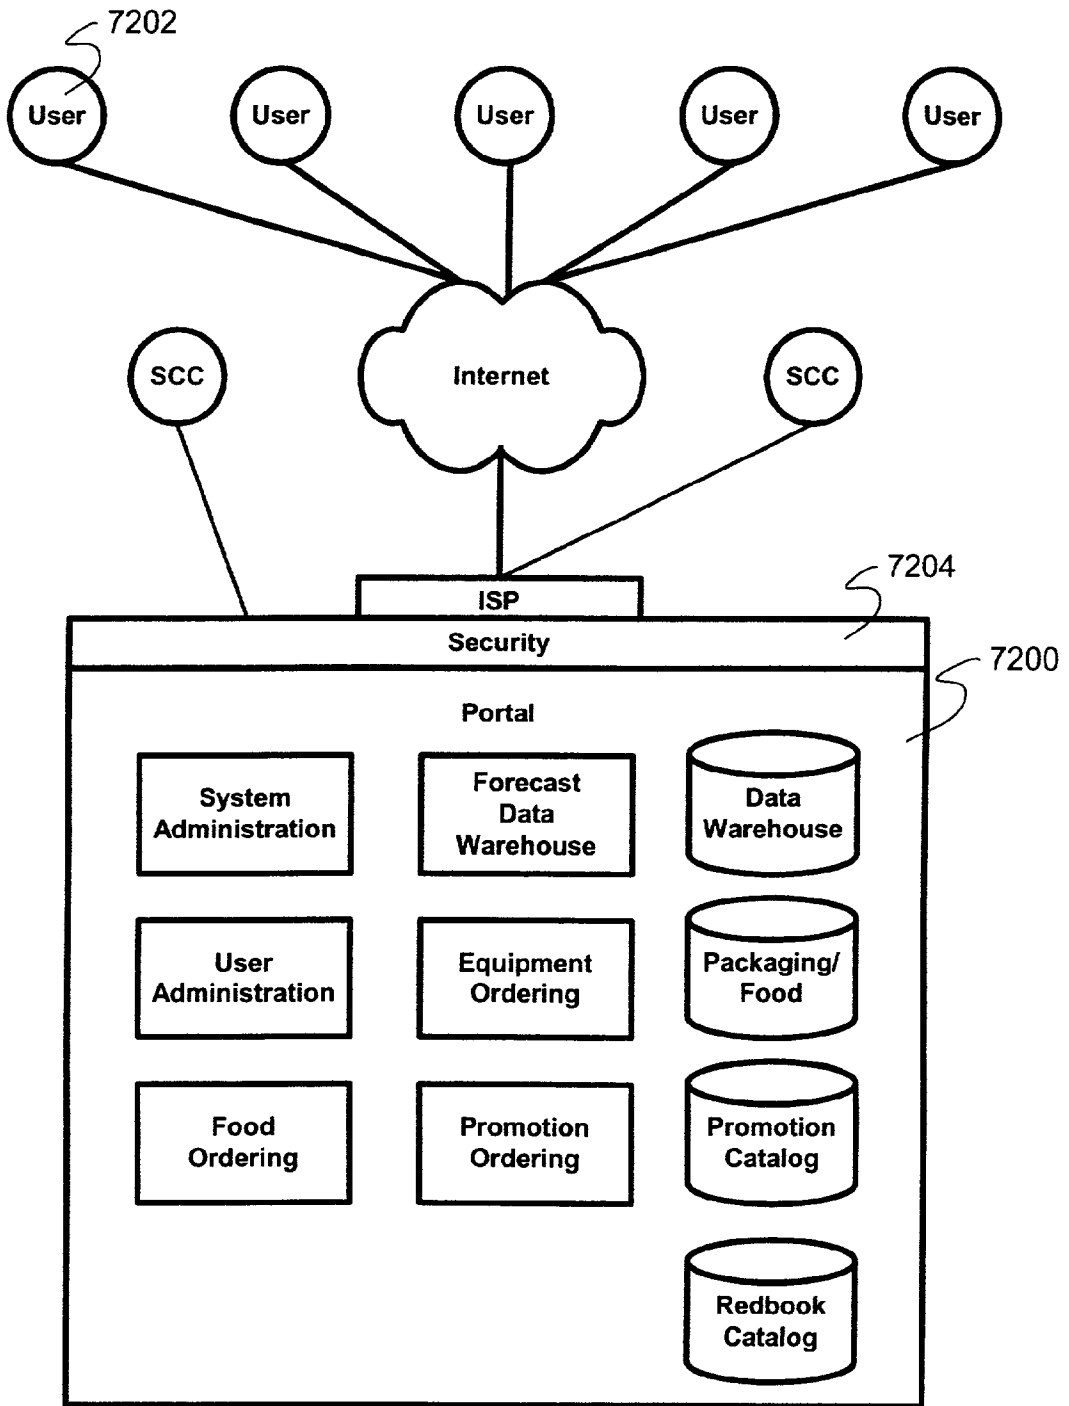 7202
User
User
User
User
User
SCC
Internet
SCC
7204
ISP
Security
7200
Portal
System
Administration
Forecast
Data
Warehouse
Data
Warehouse
User
Administration
Equipment
Ordering
Packaging/
Food
Food
Ordering
Promotion
Ordering
Promotion
Catalog
Redbook
Catalog